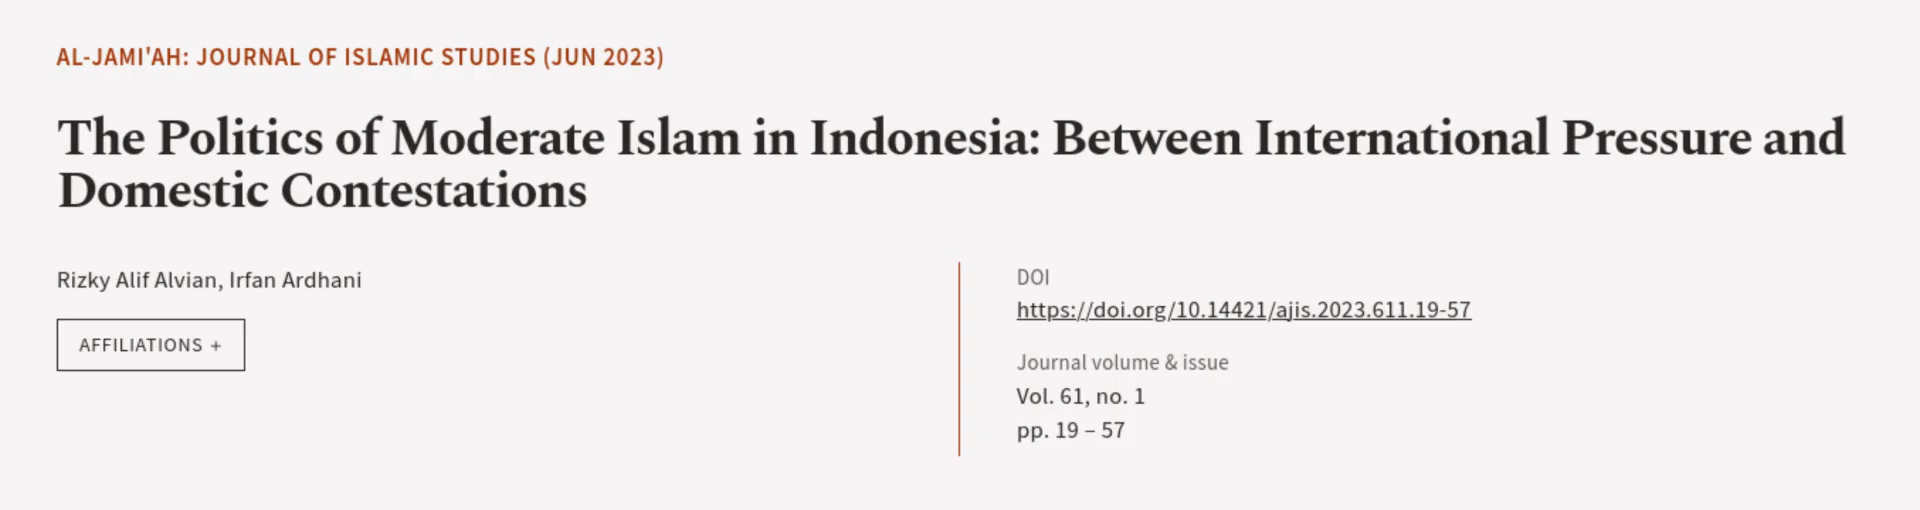 AL-JAMI'AH: JOURNAL OF ISLAMIC STUDIES (JUN 2023)
The Politics of Moderate Islam in Indonesia: Between International Pressure and
Domestic Contestations
Rizky Alif Alvian, Irfan Ardhani
AFFILIATIONS +
DOI
https://doi.org/10.14421/ajis.2023.611.19-57
Journal volume & issue
Vol. 61, no. 1
pp. 19 – 57